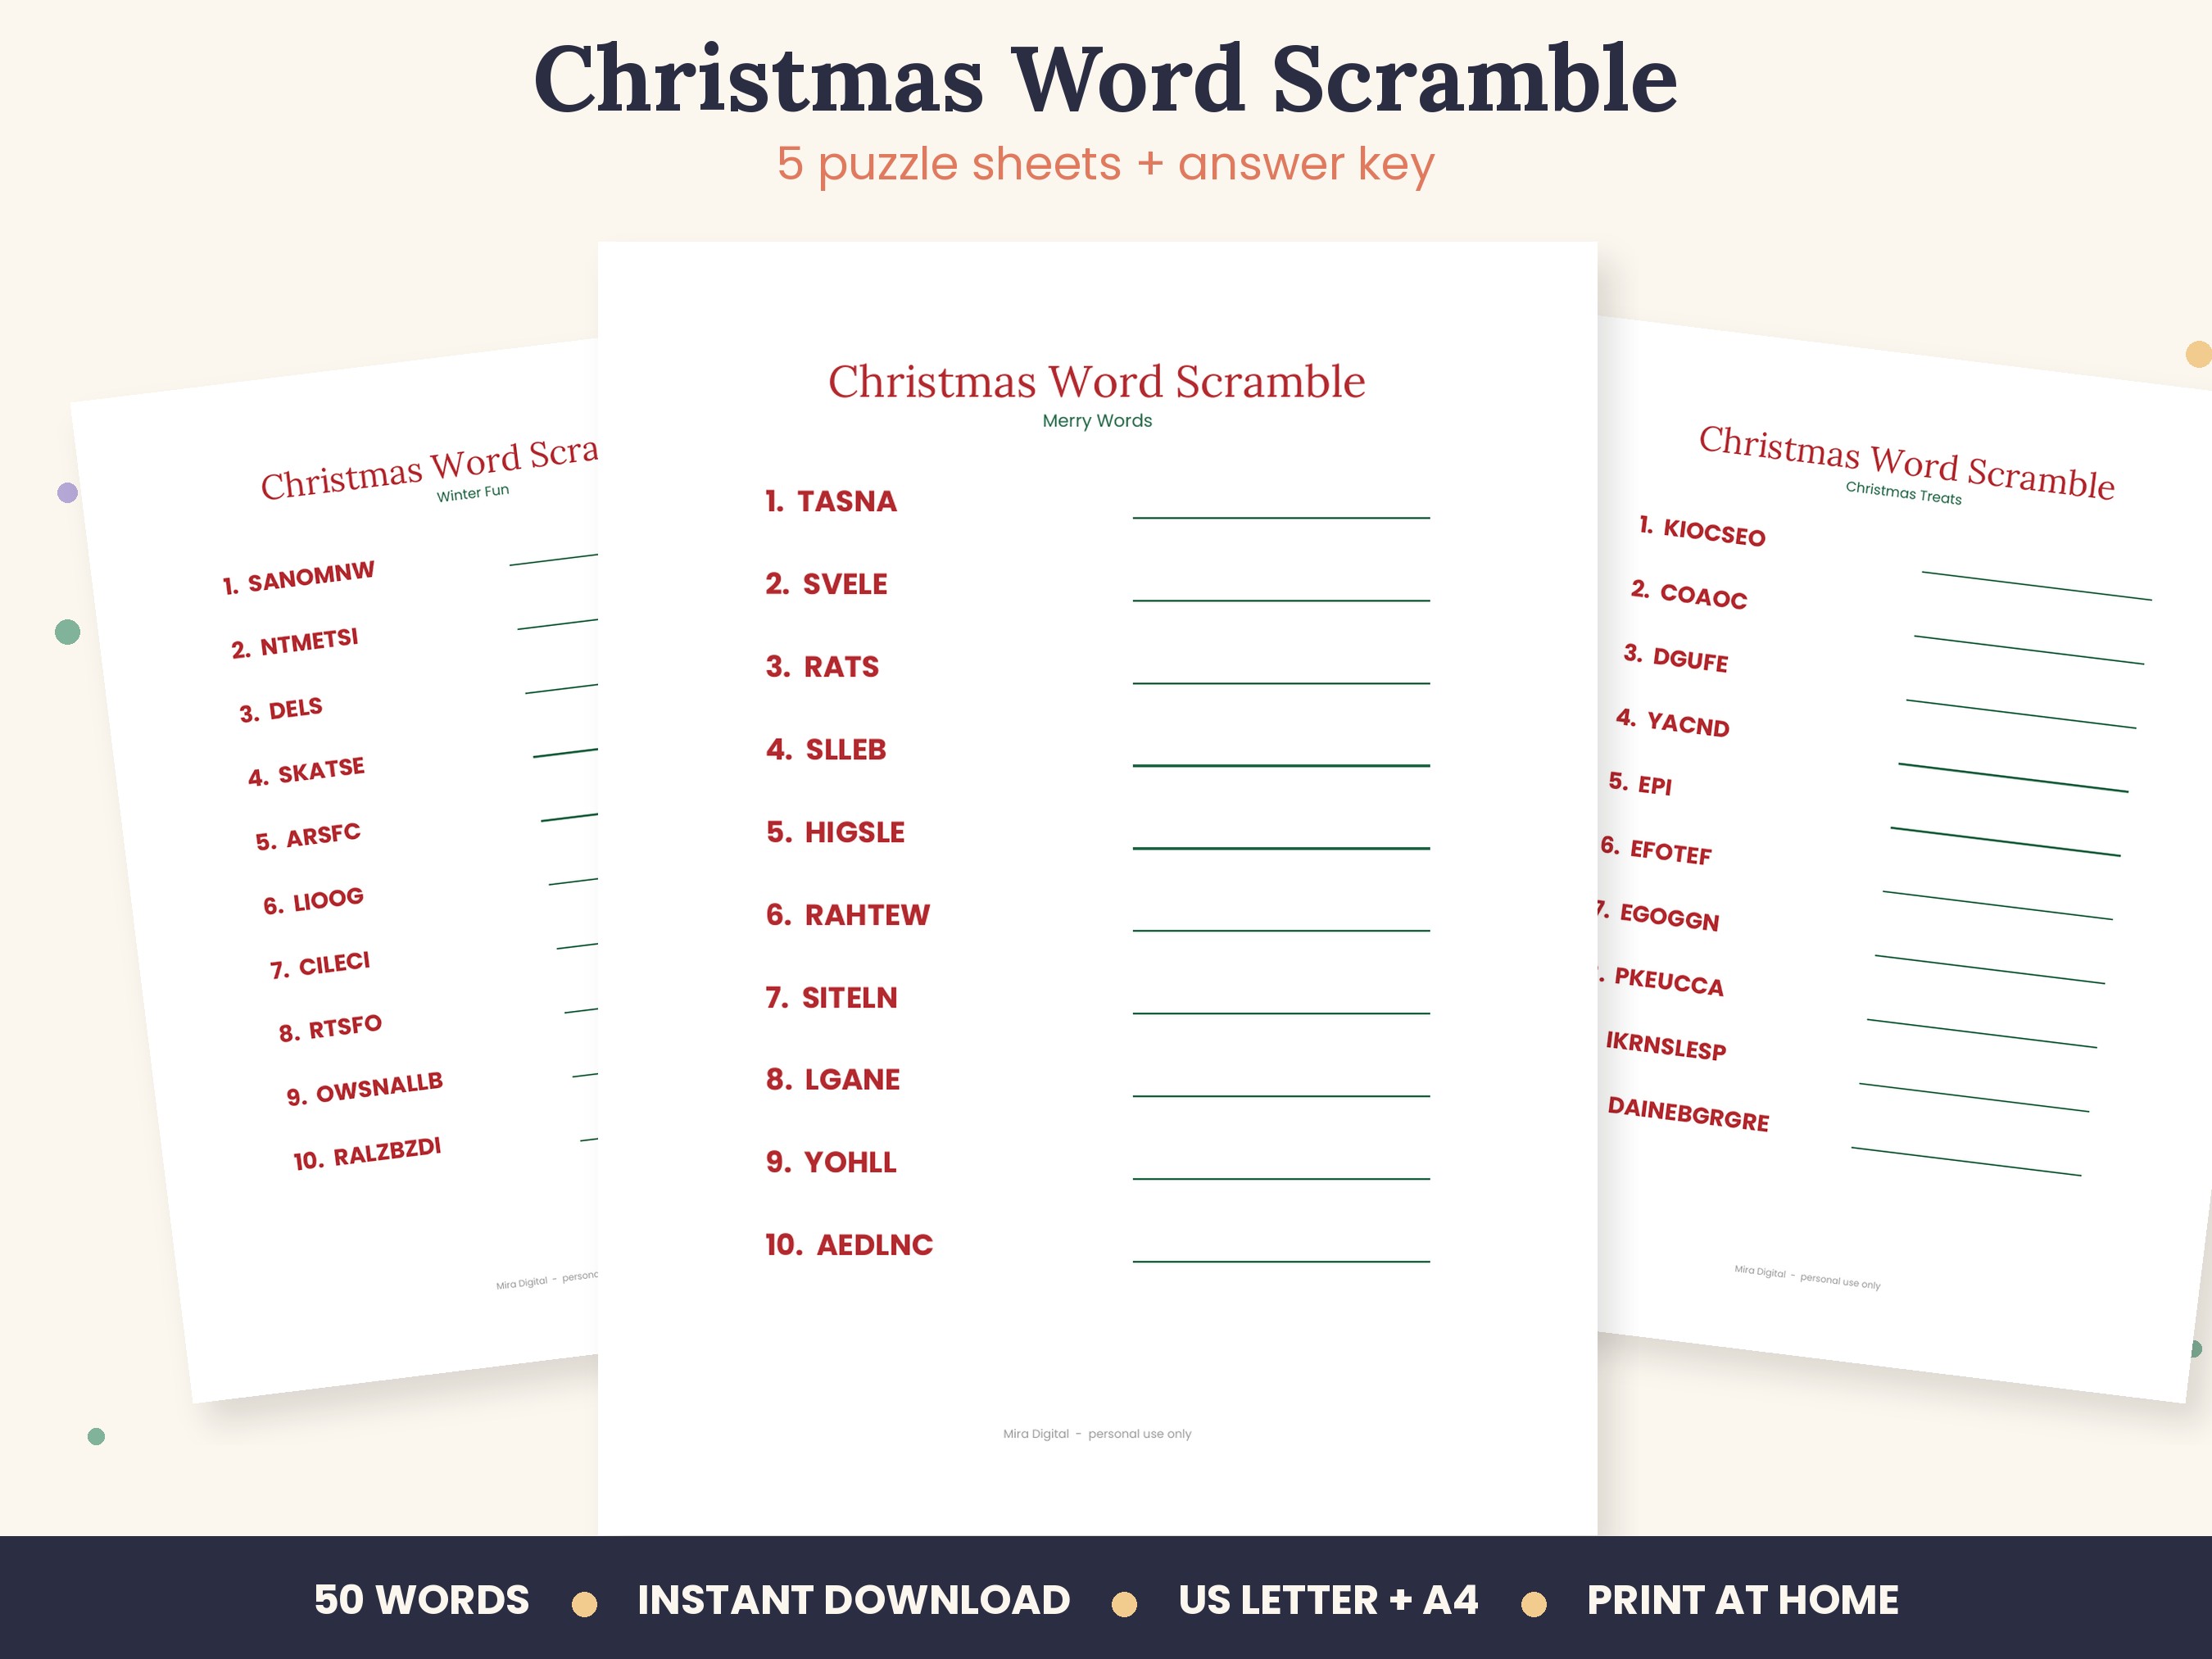 Christmas Word Scramble
5 puzzle sheets + answer key
Christmas Word Scra
Winter Fun
1. SANOMNW
2. NTMETSI
3. DELS
4. SKATSE
5. ARSFC
6. LIOOG
7. CILECI
8. RTSFO
9. OWSNALLB
10. RALZBZDI
Mira Digital - persona
Christmas Word Scramble
Merry Words
1. TASNA
2. SVELE
3. RATS
4. SLLEB
5. HIGSLE
6. RAHTEW
7. SITELN
8. LGANE
9. YOHLL
10. AEDLNC
Mira Digital - personal use only
Christmas Word Scramble
Christmas Treats
1. KIOCSEO
2. COAOC
3. DGUFE
4. YACND
5. EPI
6. EFOTEF
7. EGOGGN
. PKEUCCA
IKRNSLESP
DAINEBGRGRE
Mira Digital - personal use only
50 WORDS ● INSTANT DOWNLOAD ● US LETTER + A4 ● PRINT AT HOME